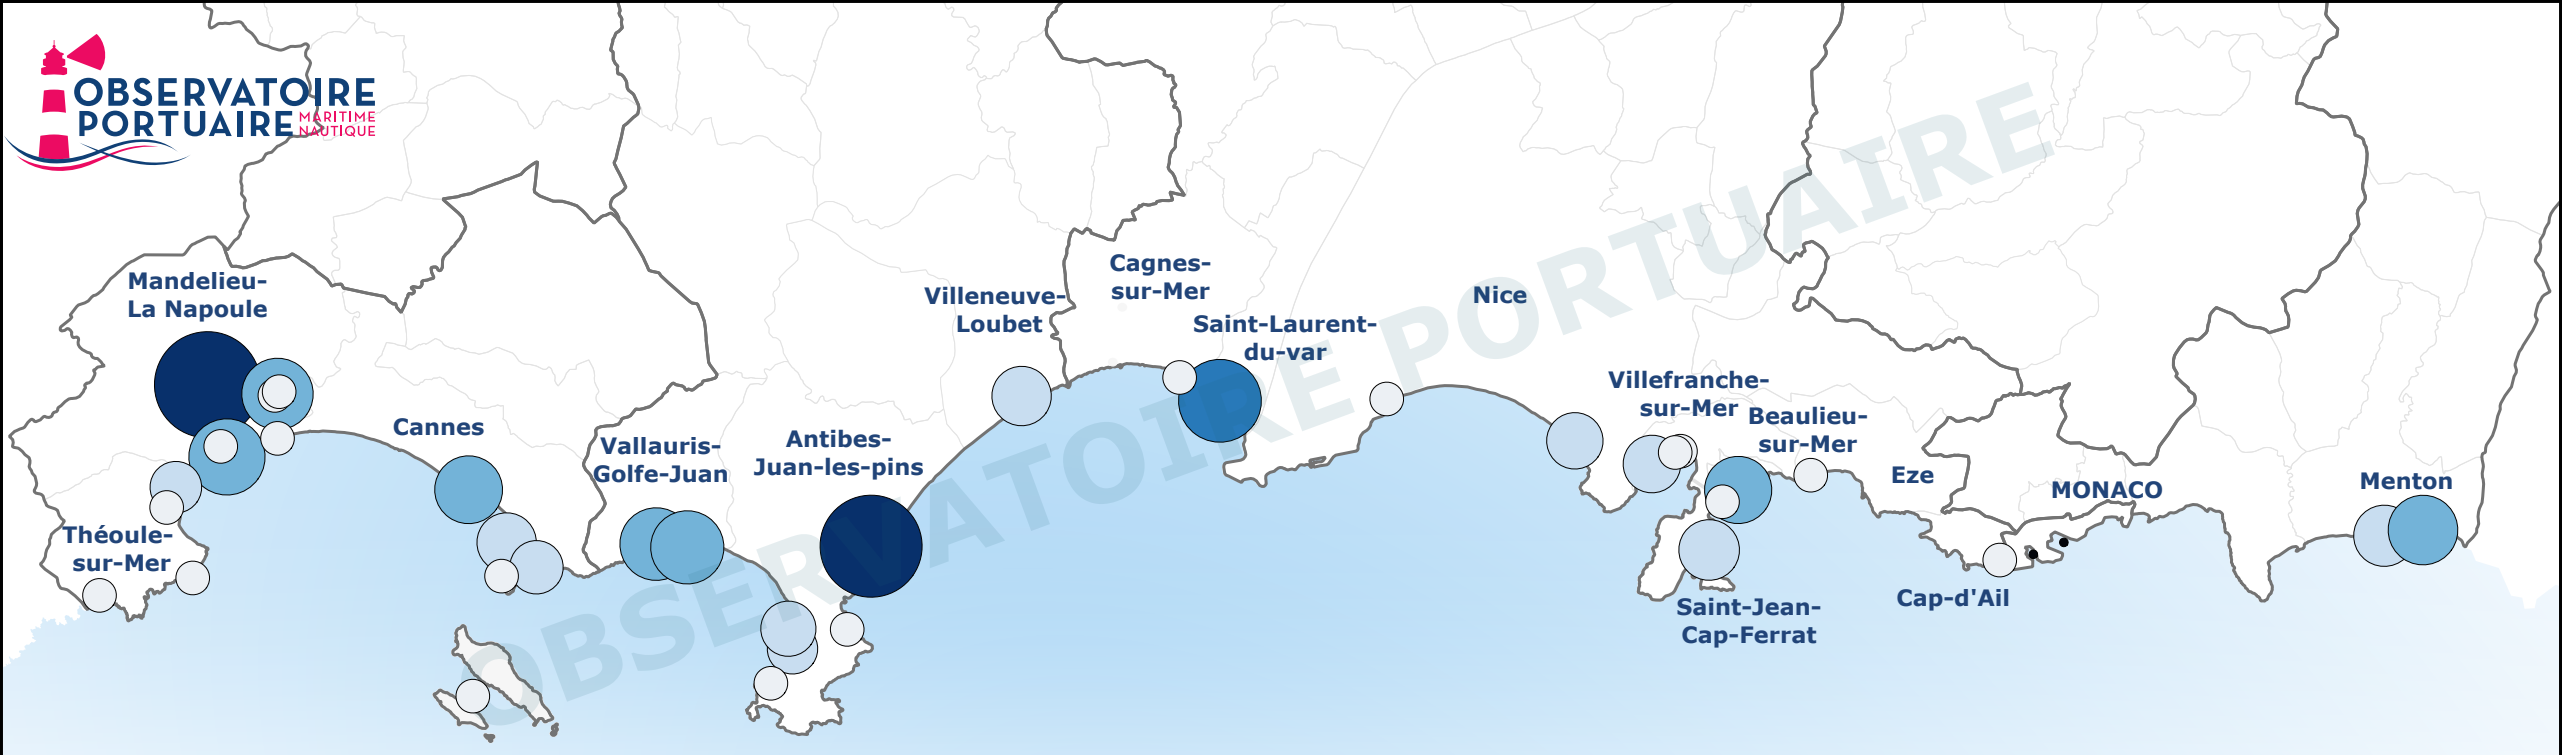 OBSERVATOIRE
PORTUAIRE
MARITIME
NAUTIQUE
Mandelieu-
La Napoule
Théoule-
sur-Mer
Cannes
Vallauris-
Golfe-Juan
Antibes-
Juan-les-pins
Villeneuve-
Loubet
Cagnes-
sur-Mer
Saint-Laurent-
du-var
Nice
Villefranche-
sur-Mer
Beaulieu-
sur-Mer
Saint-Jean-
Cap-Ferrat
Eze
Cap-d'Ail
MONACO
Menton
OBSERVATOIRE PORTUAIRE